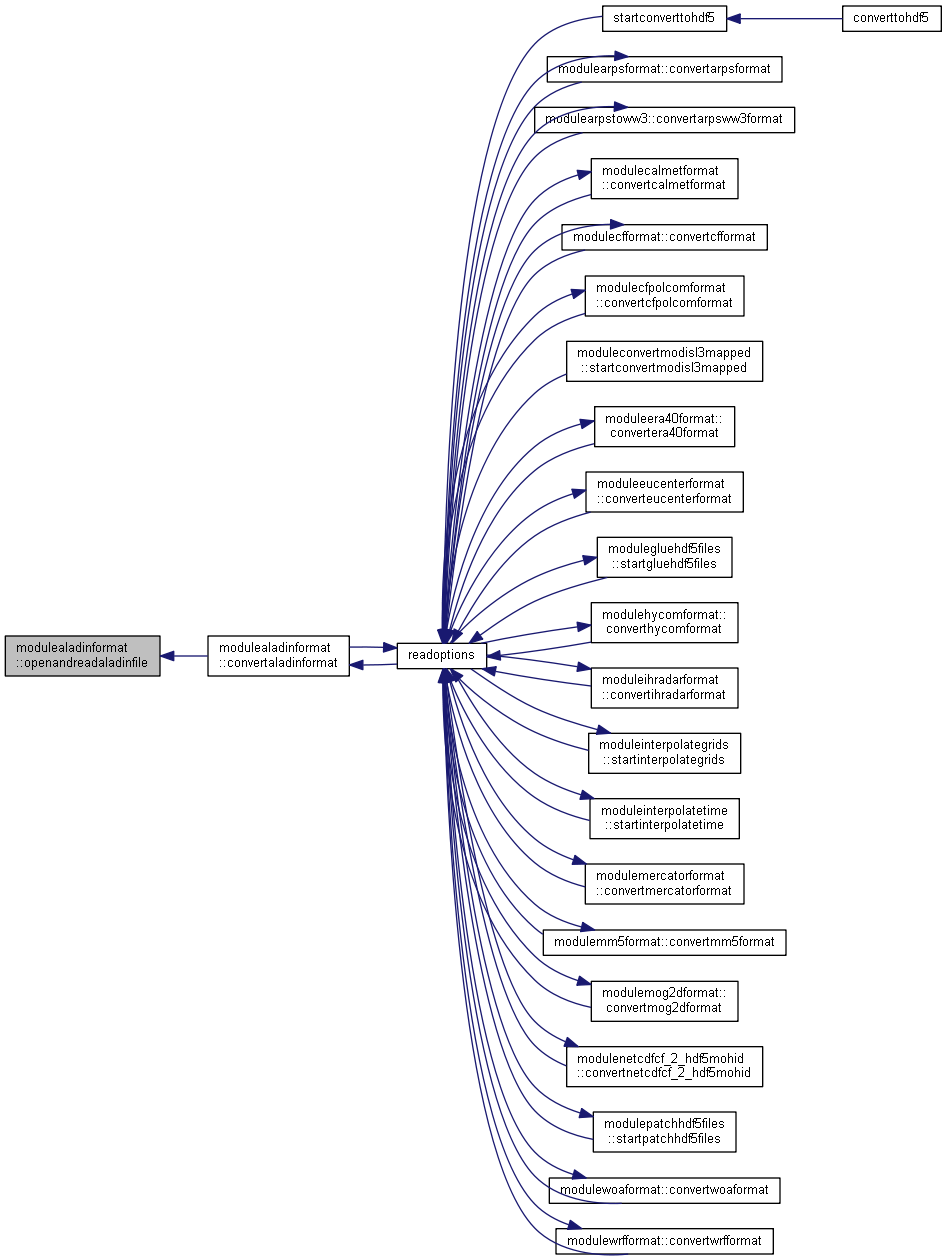 startconverttohdf5
converttohdf5
modulearpsformat::convertarpsformat
modulearpstoww3::convertarpsww3format
modulecalmetformat
::convertcalmetformat
modulecfformat::convertcfformat
modulecfpolcomformat
::convertcfpolcomformat
moduleconvertmodisl3mapped
::startconvertmodisl3mapped
moduleera40format::
convertera40format
moduleeucenterformat
::converteucenterformat
modulegluehdf5files
::startgluehdf5files
modulehycomformat::
converthycomformat
modulealadinformat
::openandreadaladinfile
modulealadinformat
::convertaladinformat
readoptions
moduleihradarformat
::convertihradarformat
moduleinterpolategrids
::startinterpolategrids
moduleinterpolatetime
::startinterpolatetime
modulemercatorformat
::convertmercatorformat
modulemm5format::convertmm5format
modulemog2dformat::
convertmog2dformat
modulenetcdfcf_2_hdf5mohid
::convertnetcdfcf_2_hdf5mohid
modulepatchhdf5files
::startpatchhdf5files
modulewoaformat::convertwoaformat
modulewrfformat::convertwrfformat